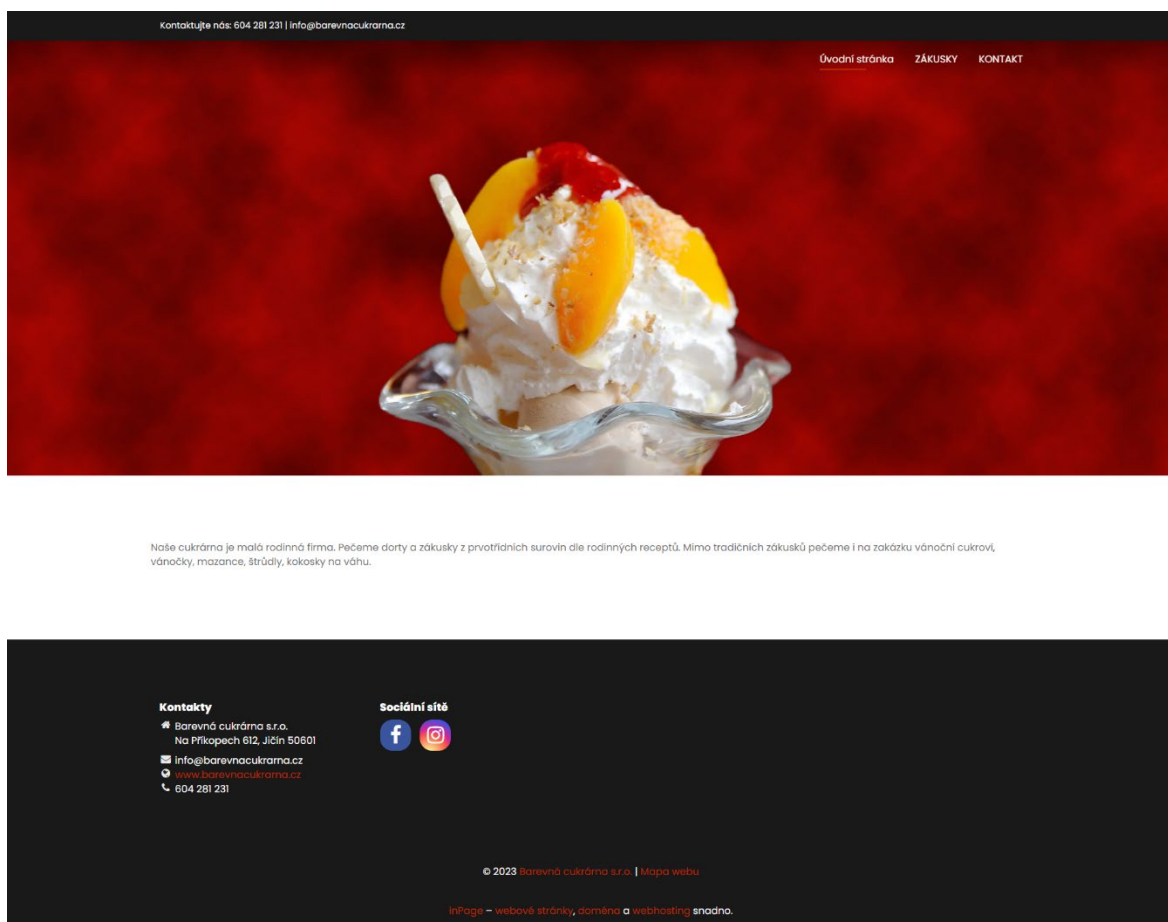 Kontaktujte nás: 604 281 231 | info@barevnacukrarna.cz
Úvodní stránka ZÁKUSKY KONTAKT
Naše cukrárna je malá rodinná firma. Pečeme dorty a zákusky z prvotřídních surovin dle rodinných receptů. Mimo tradičních zákusků pečeme i na zakázku vánoční cukroví,
vánočky, mazance, štrůdly, kokosky na váhu.
Kontakty
Barevná cukrárna s.r.o.
Na Příkopech 612, Jičín 50601
info@barevnacukrarna.cz
www.barevnacukrarna.cz
604 281 231
Sociální sítě
© 2023 Barevná cukrárna s.r.o. | Mapa webu
inPage – webové stránky, doména a webhosting snadno.